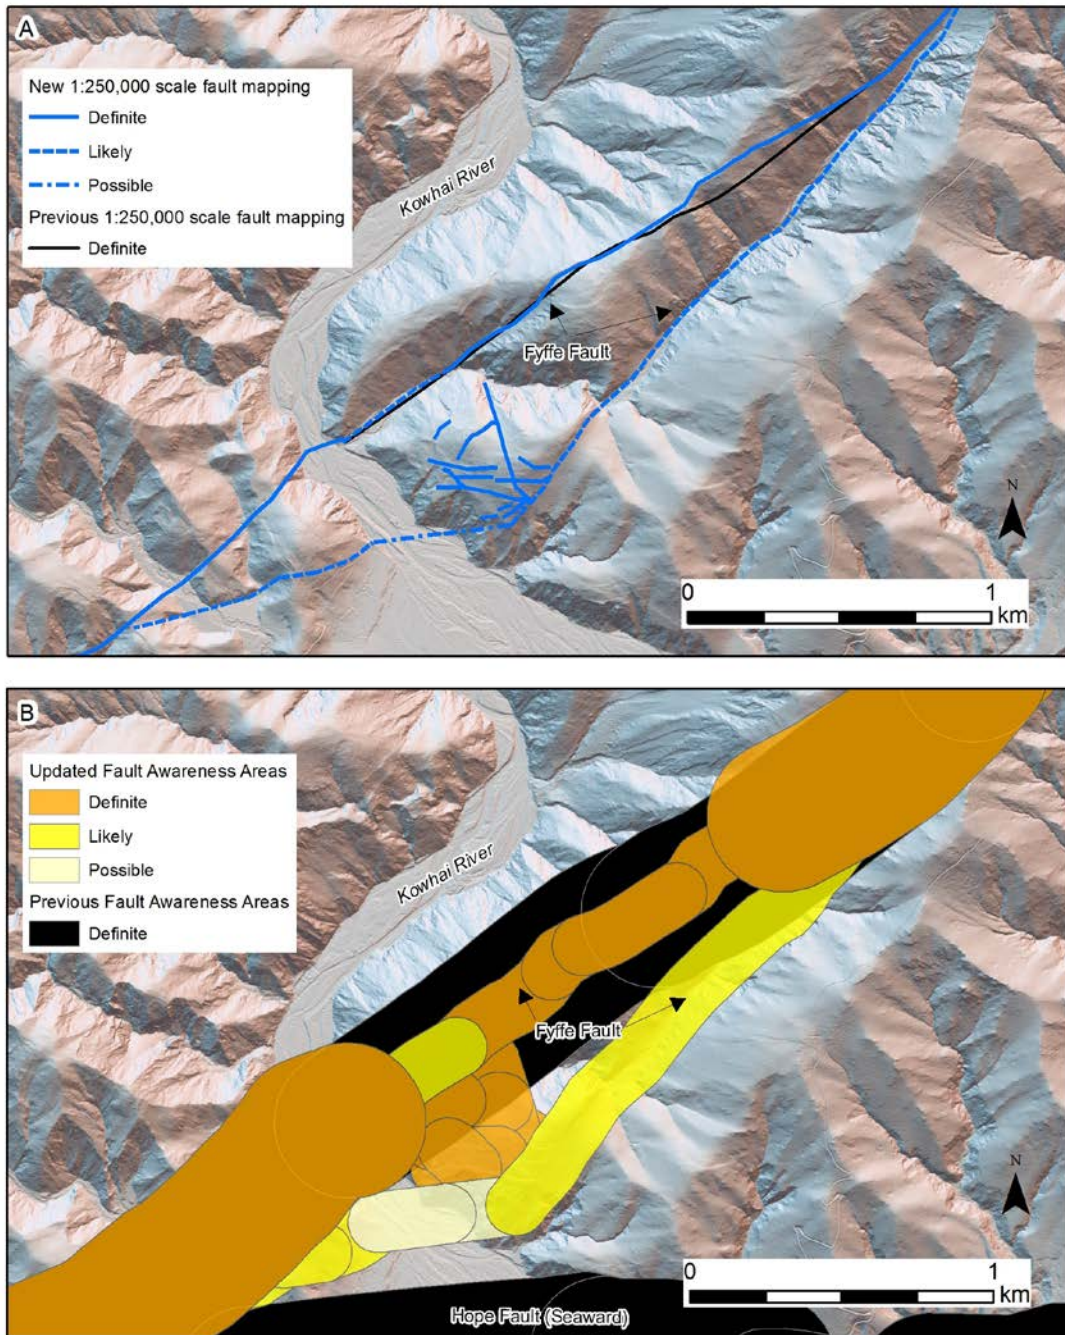 A
New 1:250,000 scale fault mapping
Definite
Likely
Possible
Previous 1:250,000 scale fault mapping
Definite
Kowhai River
Fyffe Fault
N
0 1
km
B
Updated Fault Awareness Areas
Definite
Likely
Possible
Previous Fault Awareness Areas
Definite
Kowhai River
Fyffe Fault
N
0 1
km
Hope Fault (Seaward)